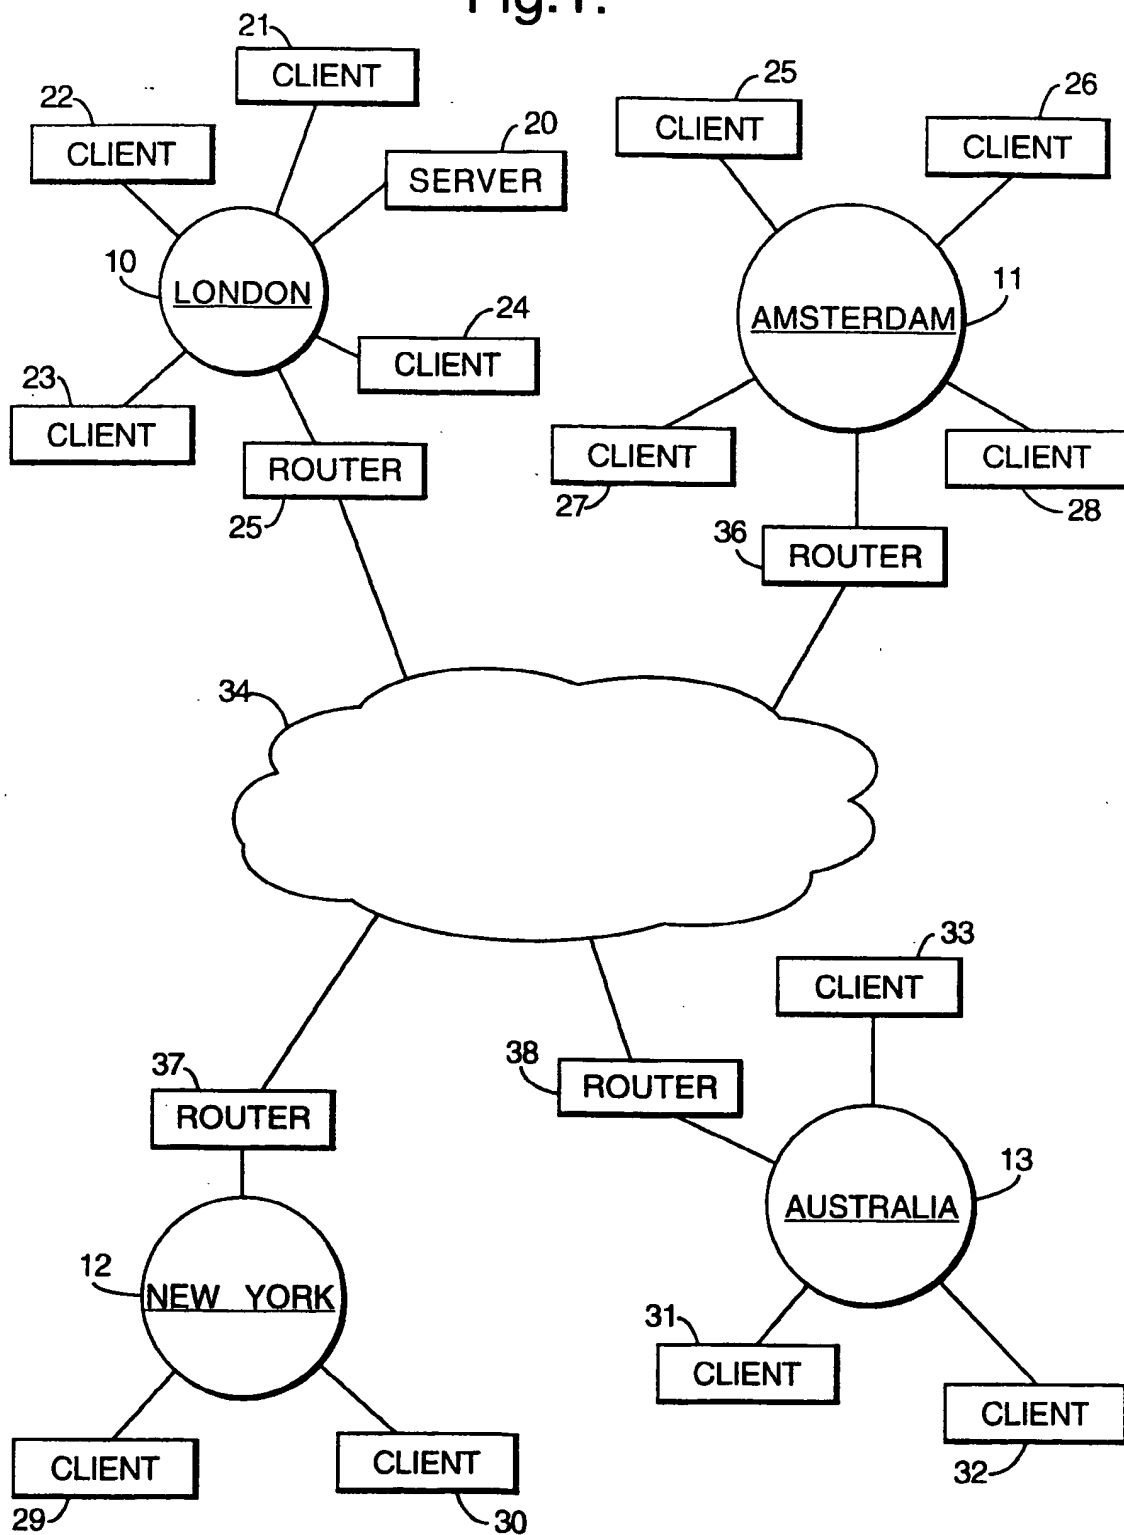 Fig.1.
21
CLIENT
22
CLIENT
20
SERVER
10
LONDON
24
CLIENT
23
CLIENT
ROUTER
25
25
CLIENT
26
CLIENT
11
AMSTERDAM
CLIENT
27
CLIENT
28
36
ROUTER
34
33
CLIENT
37
ROUTER
38
ROUTER
13
AUSTRALIA
12
NEW YORK
31
CLIENT
CLIENT
32
CLIENT
29
CLIENT
30